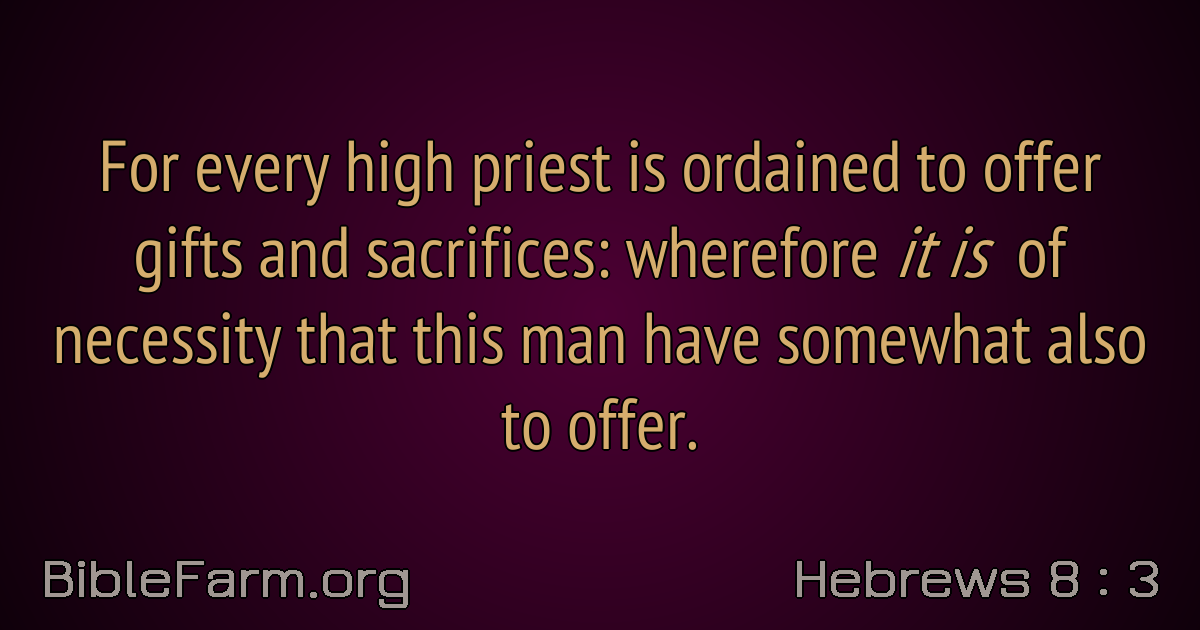 For every high priest is ordained to offer
gifts and sacrifices: wherefore it is of
necessity that this man have somewhat also
to offer.
BibleFarm.org
Hebrews 8 : 3